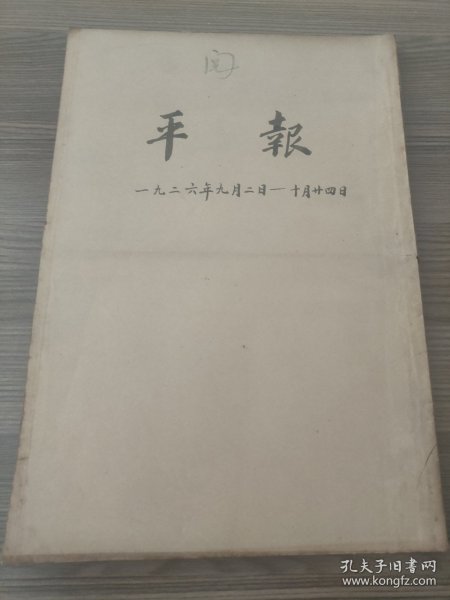 平 報
一九二六年九月二日—十月廿四日
孔夫子旧书网
www.kongfz.com